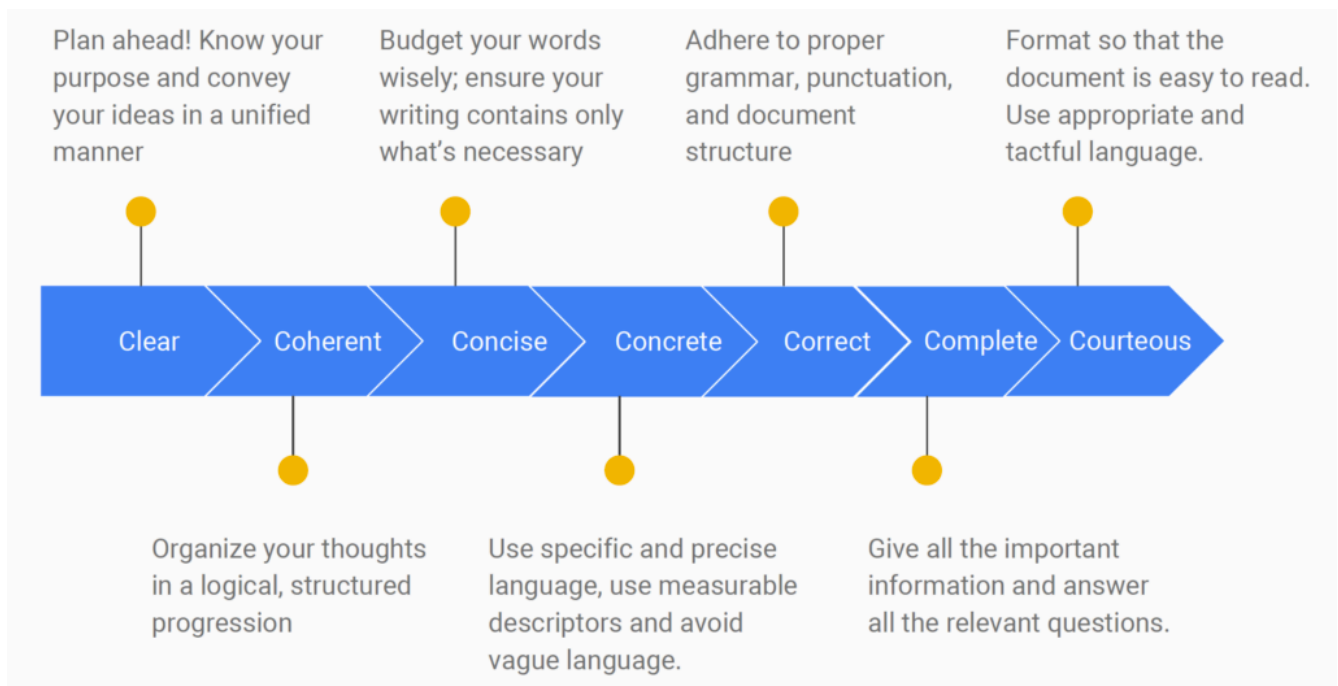 Plan ahead! Know your
purpose and convey
your ideas in a unified
manner
Budget your words
wisely; ensure your
writing contains only
what's necessary
Adhere to proper
grammar, punctuation,
and document
structure
Format so that the
document is easy to read.
Use appropriate and
tactful language.
Clear
Coherent
Concise
Concrete
Correct
Complete
Courteous
Organize your thoughts
in a logical, structured
progression
Use specific and precise
language, use measurable
descriptors and avoid
vague language.
Give all the important
information and answer
all the relevant questions.